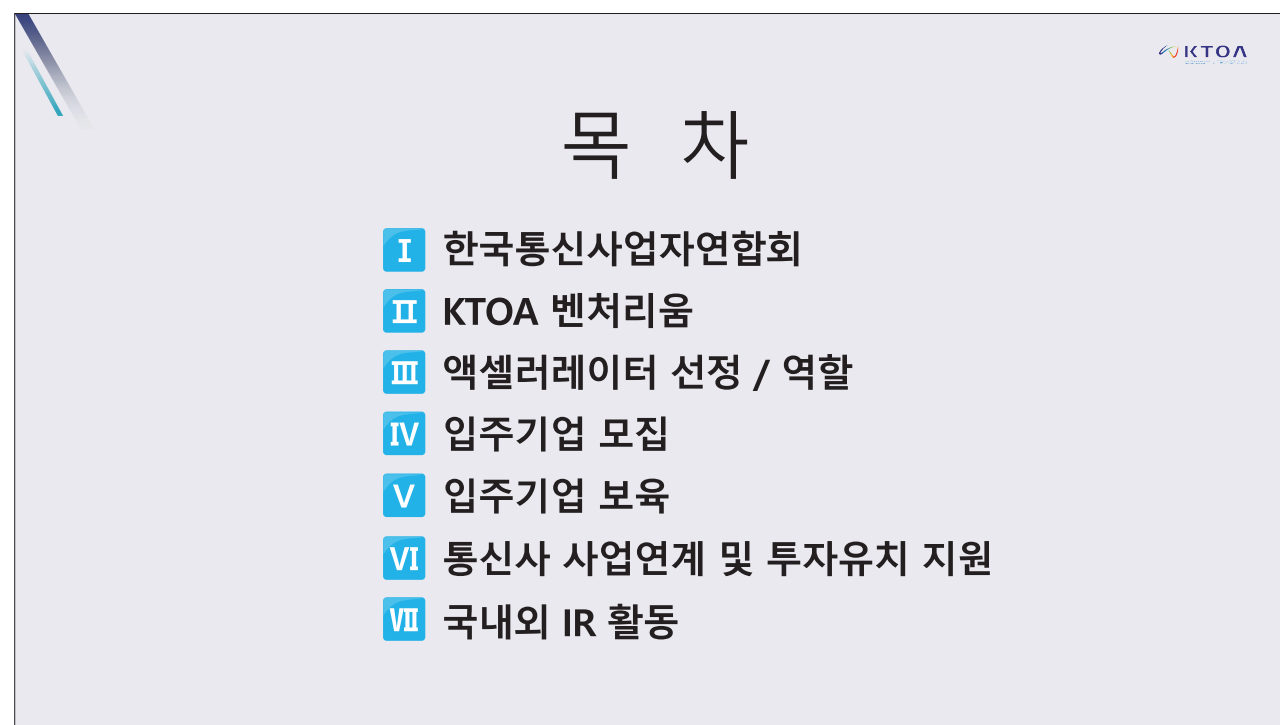 KTOA
목 차
Ⅰ 한국통신사업자연합회
Ⅱ KTOA 벤처리움
Ⅲ 액셀러레이터 선정 / 역할
Ⅳ 입주기업 모집
Ⅴ 입주기업 보육
Ⅵ 통신사 사업연계 및 투자유치 지원
Ⅶ 국내외 IR 활동